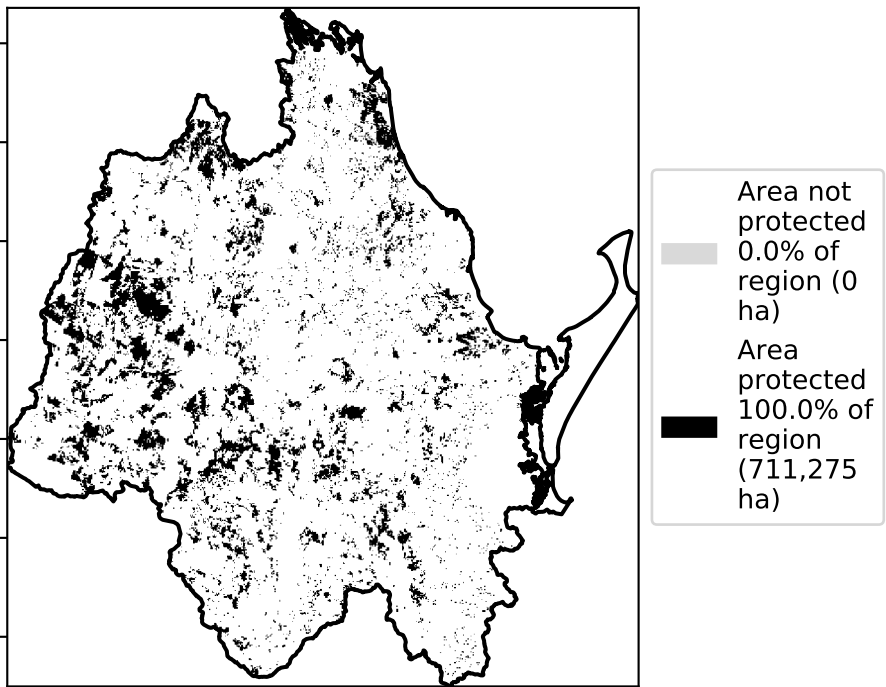 Area not
protected
0.0% of
region (0
ha)
Area
protected
100.0% of
region
(711,275
ha)